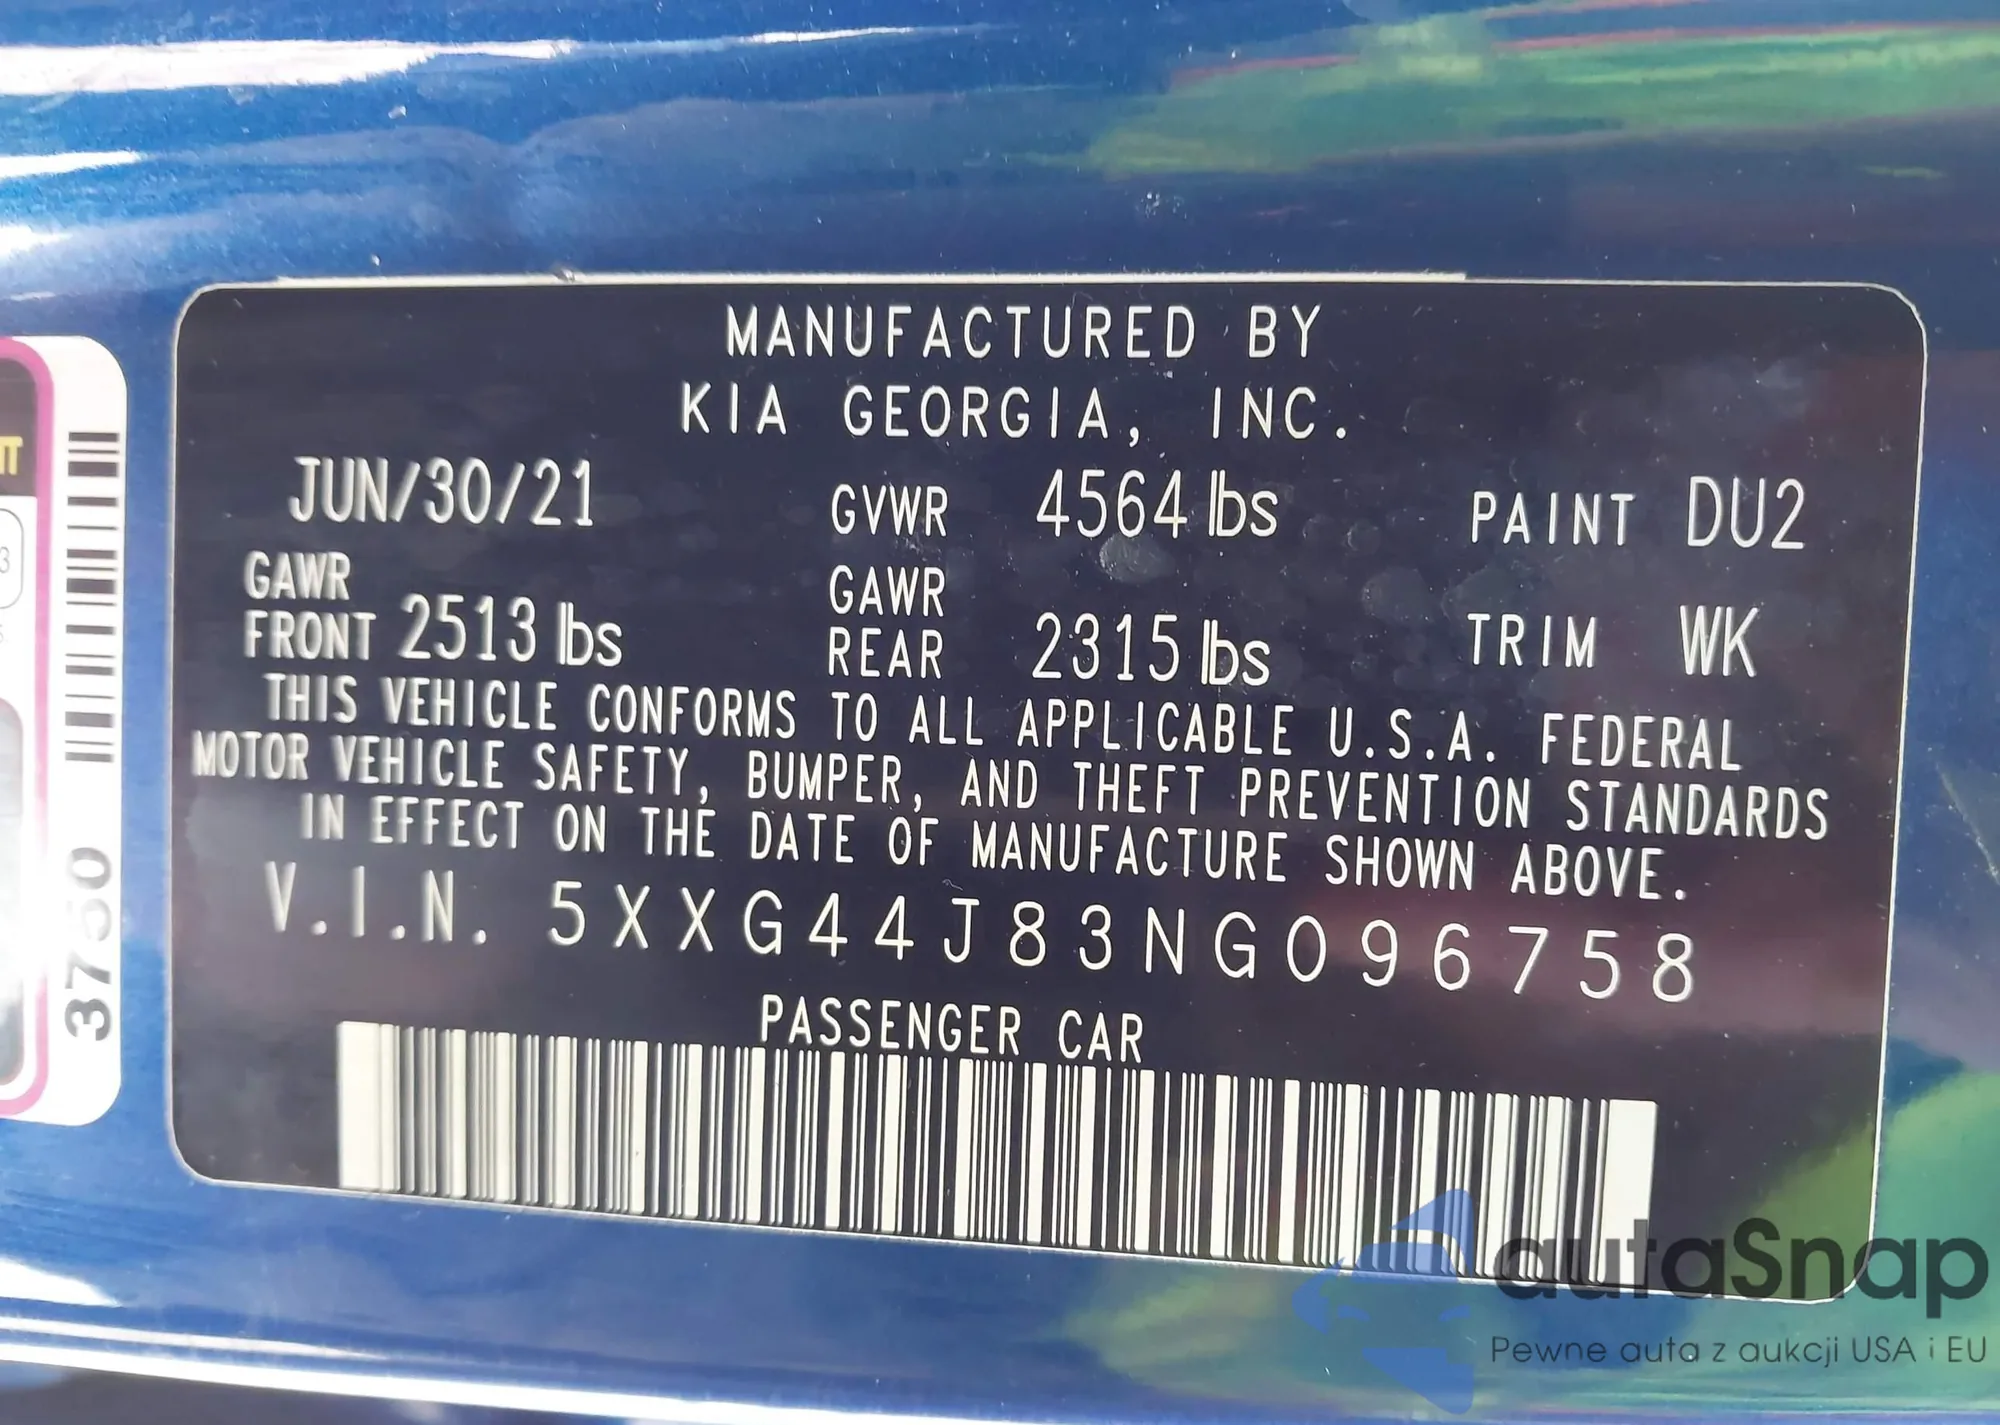 MANUFACTURED BY
KIA GEORGIA, INC.
JUN/30/21 GVWR 4564 lbs PAINT DU2
GAWR FRONT 2513 lbs GAWR REAR 2315 lbs TRIM WK
THIS VEHICLE CONFORMS TO ALL APPLICABLE U.S.A. FEDERAL
MOTOR VEHICLE SAFETY, BUMPER, AND THEFT PREVENTION STANDARDS
IN EFFECT ON THE DATE OF MANUFACTURE SHOWN ABOVE.
V.I.N. 5XXG44J83NG096758
PASSENGER CAR
3750
autaSnap
Pewne auta z aukcji USA i EU